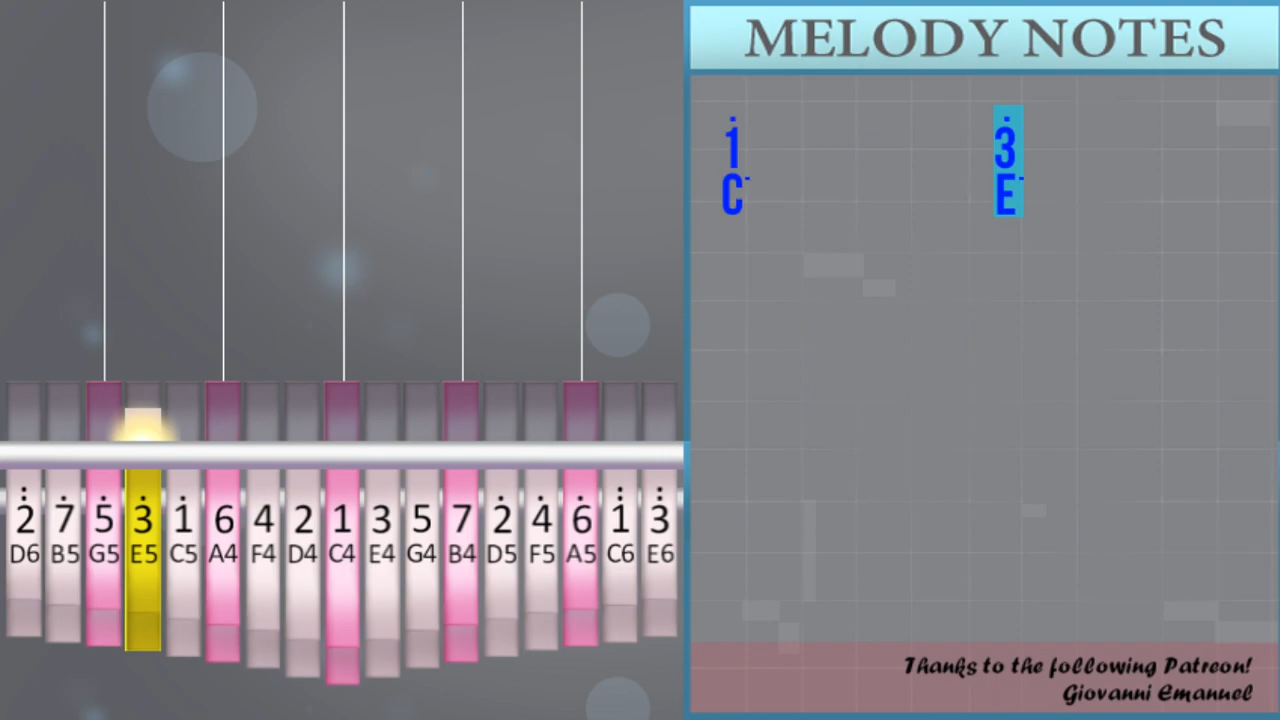 MELODY NOTES
1̇ 3̇
C˙ E˙
2̈ 7̇ 5̇ 3̇ 1̇ 6 4 2 1 3 5 7 2̇ 4̇ 6̇ 1̈ 3̈
D6 B5 G5 E5 C5 A4 F4 D4 C4 E4 G4 B4 D5 F5 A5 C6 E6
Thanks to the following Patreon!
Giovanni Emanuel